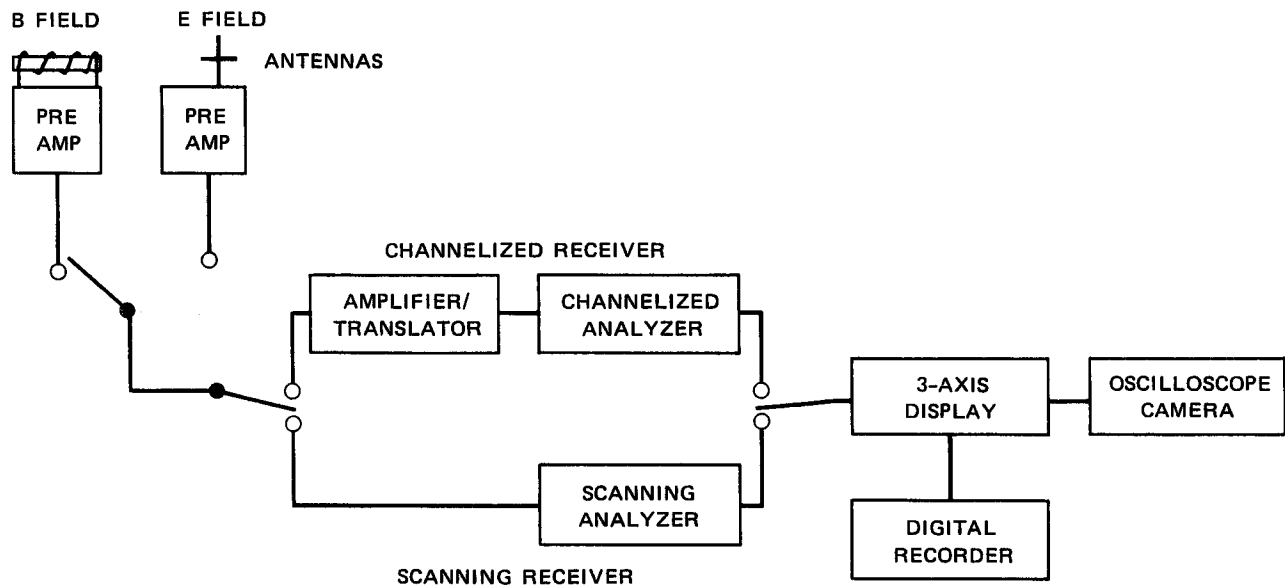 B FIELD
E FIELD
ANTENNAS
PRE
AMP
PRE
AMP
CHANNELIZED RECEIVER
AMPLIFIER/
TRANSLATOR
CHANNELIZED
ANALYZER
3-AXIS
DISPLAY
OSCILLOSCOPE
CAMERA
SCANNING
ANALYZER
DIGITAL
RECORDER
SCANNING RECEIVER